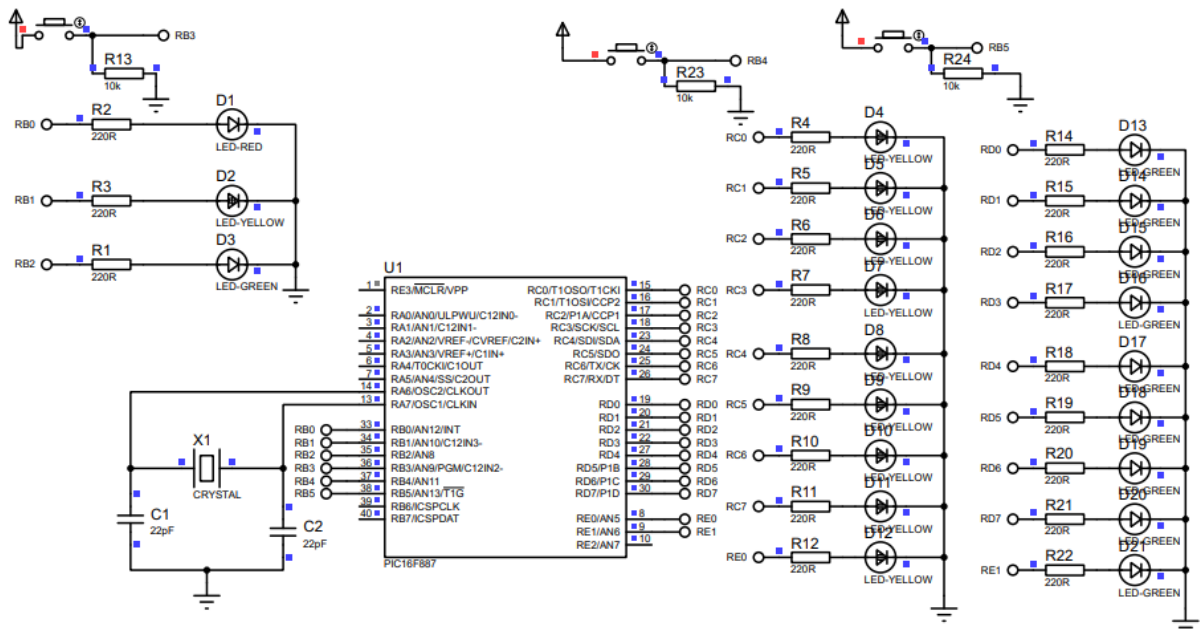 RB3
R13
10k
RB4
R23
10k
RB5
R24
10k
RB0
R2
220R
D1
LED-RED
RB1
R3
220R
D2
LED-YELLOW
RB2
R1
220R
D3
LED-GREEN
RC0
R4
220R
D4
LED-YELLOW
RC1
R5
220R
D5
LED-YELLOW
RC2
R6
220R
D6
LED-YELLOW
RC3
R7
220R
D7
LED-YELLOW
RC4
R8
220R
D8
LED-YELLOW
RC5
R9
220R
D9
LED-YELLOW
RC6
R10
220R
D10
LED-YELLOW
RC7
R11
220R
D11
LED-YELLOW
RE0
R12
220R
D12
LED-YELLOW
RD0
R14
220R
D13
LED-GREEN
RD1
R15
220R
D14
LED-GREEN
RD2
R16
220R
D15
LED-GREEN
RD3
R17
220R
D16
LED-GREEN
RD4
R18
220R
D17
LED-GREEN
RD5
R19
220R
D18
LED-GREEN
RD6
R20
220R
D19
LED-GREEN
RD7
R21
220R
D20
LED-GREEN
RE1
R22
220R
D21
LED-GREEN
U1
1 RE3/MCLR/VPP
2 RA0/AN0/ULPWU/C12IN0-
3 RA1/AN1/C12IN1-
4 RA2/AN2/VREF-/CVREF/C2IN+
5 RA3/AN3/VREF+/C1IN+
6 RA4/T0CKI/C1OUT
7 RA5/AN4/SS/C2OUT
14 RA6/OSC2/CLKOUT
13 RA7/OSC1/CLKIN
RB0 33 RB0/AN12/INT
RB1 34 RB1/AN10/C12IN3-
RB2 35 RB2/AN8
RB3 36 RB3/AN9/PGM/C12IN2-
RB4 37 RB4/AN11
RB5 38 RB5/AN13/T1G
39 RB6/ICSPCLK
40 RB7/ICSPDAT
RC0/T1OSO/T1CKI 15 RC0
RC1/T1OSI/CCP2 16 RC1
RC2/P1A/CCP1 17 RC2
RC3/SCK/SCL 18 RC3
RC4/SDI/SDA 23 RC4
RC5/SDO 24 RC5
RC6/TX/CK 25 RC6
RC7/RX/DT 26 RC7
RD0 19 RD0
RD1 20 RD1
RD2 21 RD2
RD3 22 RD3
RD4 27 RD4
RD5/P1B 28 RD5
RD6/P1C 29 RD6
RD7/P1D 30 RD7
RE0/AN5 8 RE0
RE1/AN6 9 RE1
RE2/AN7 10
PIC16F887
X1
CRYSTAL
C1
22pF
C2
22pF